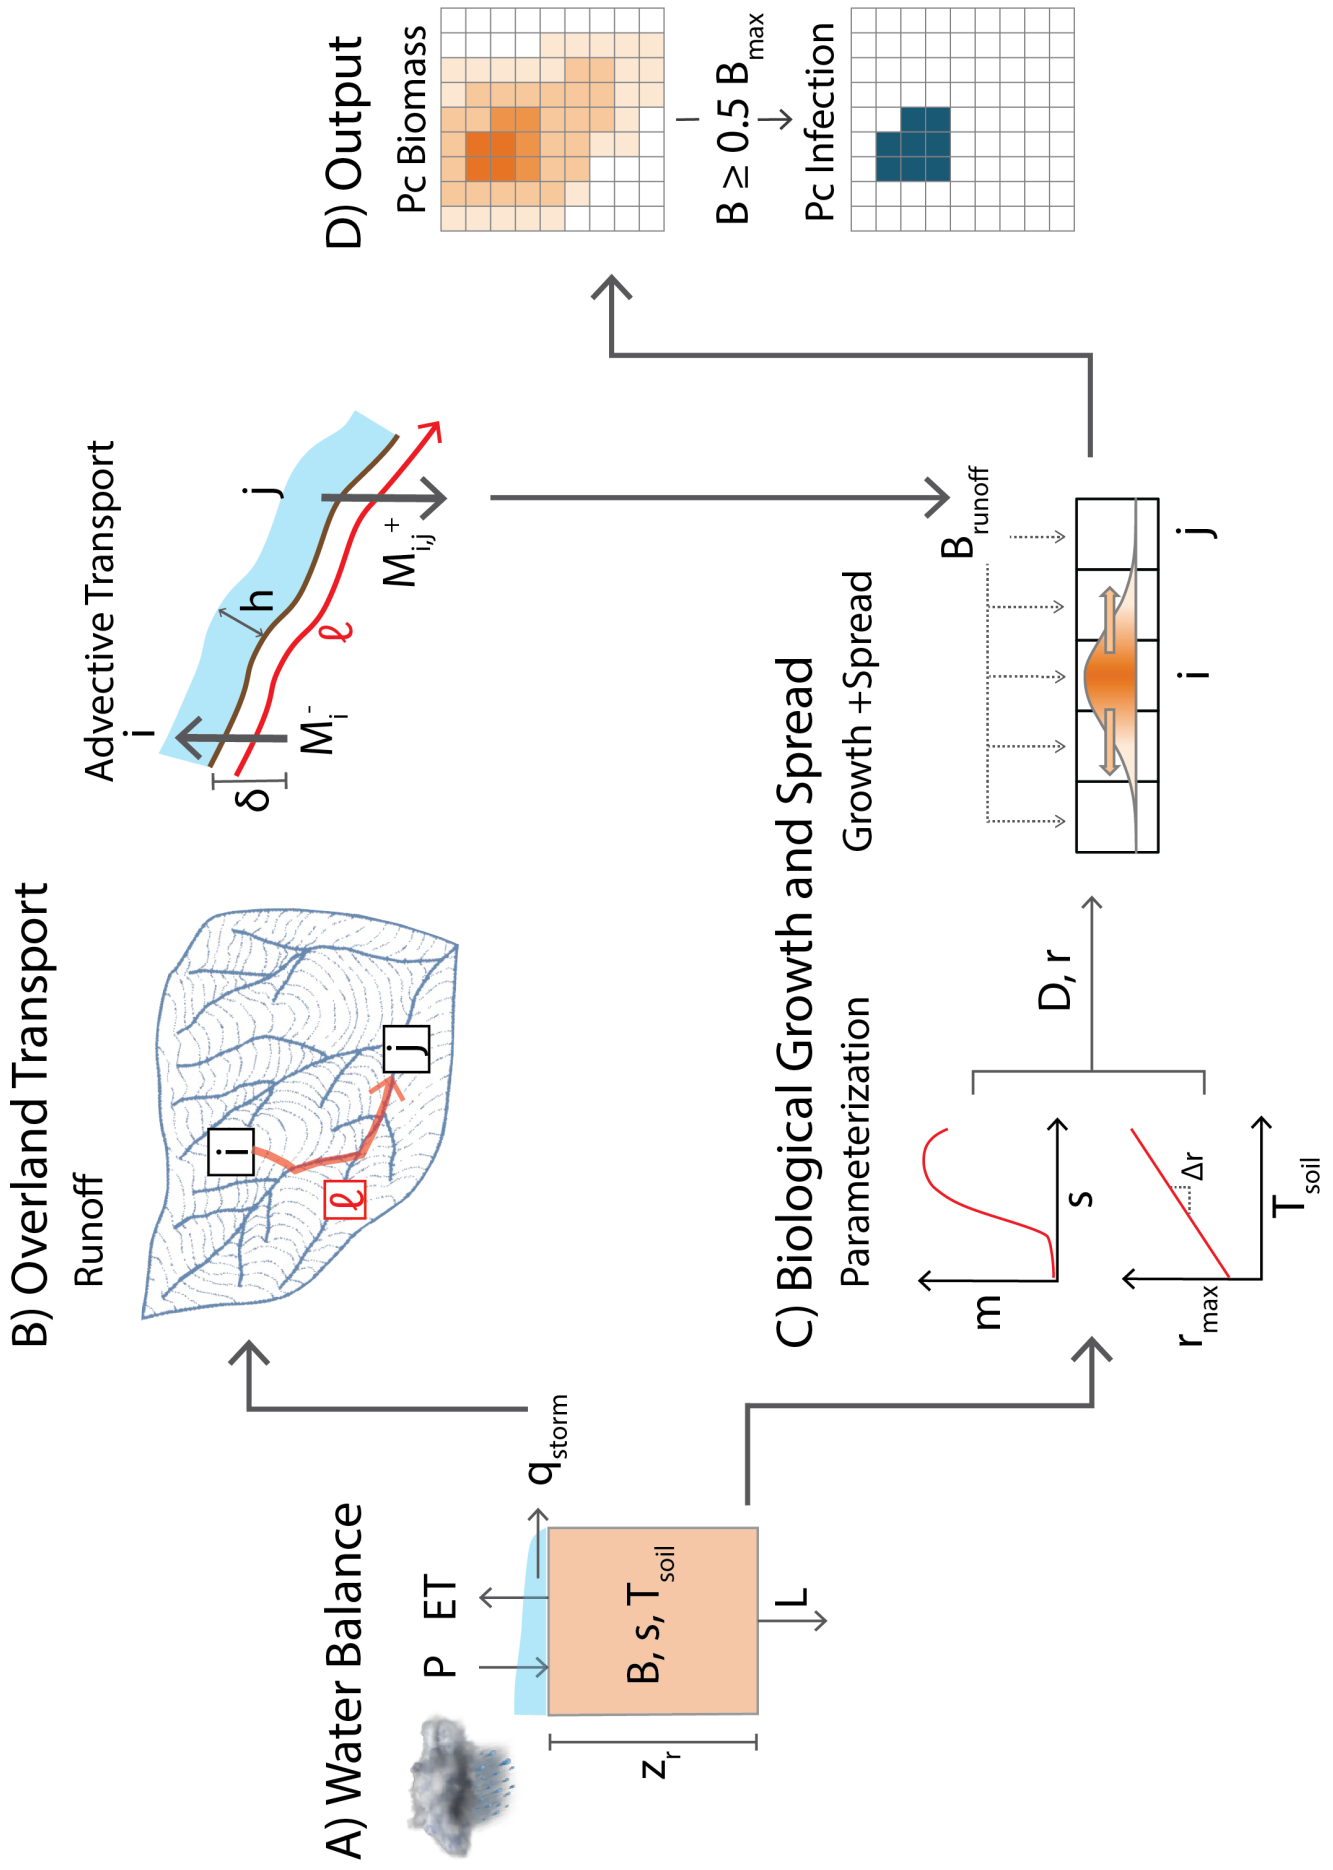 A) Water Balance
P
ET
q_storm
B, s, T_soil
z_r
L
B) Overland Transport
Runoff
i
ℓ
j
Advective Transport
i
j
h
δ
ℓ
M_i^-
M_i,j^+
C) Biological Growth and Spread
Parameterization
m
s
r_max
Δr
T_soil
D, r
Growth +Spread
B_runoff
i
j
D) Output
Pc Biomass
B ≥ 0.5 B_max
Pc Infection